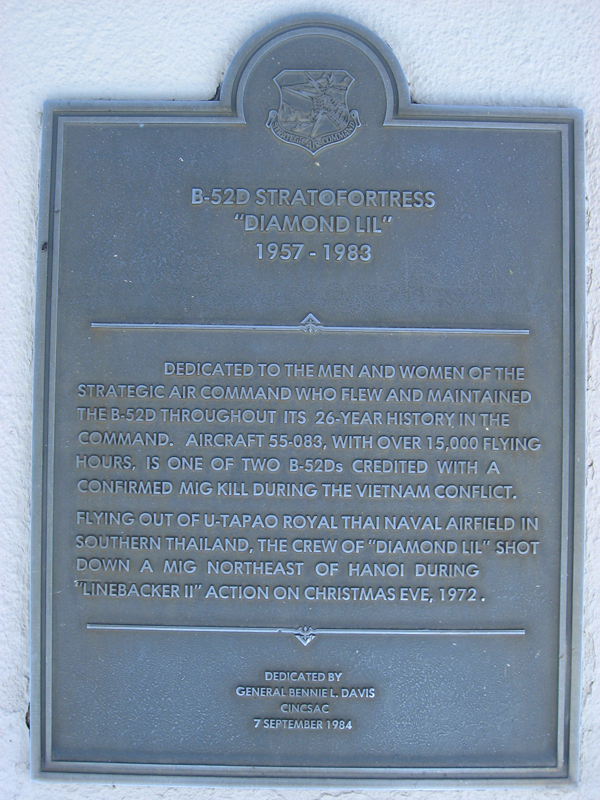 STRATEGIC AIR COMMAND
B-52D STRATOFORTRESS
"DIAMOND LIL"
1957 - 1983
DEDICATED TO THE MEN AND WOMEN OF THE
STRATEGIC AIR COMMAND WHO FLEW AND MAINTAINED
THE B-52D THROUGHOUT ITS 26-YEAR HISTORY IN THE
COMMAND. AIRCRAFT 55-083, WITH OVER 15,000 FLYING
HOURS, IS ONE OF TWO B-52Ds CREDITED WITH A
CONFIRMED MIG KILL DURING THE VIETNAM CONFLICT.
FLYING OUT OF U-TAPAO ROYAL THAI NAVAL AIRFIELD IN
SOUTHERN THAILAND, THE CREW OF "DIAMOND LIL" SHOT
DOWN A MIG NORTHEAST OF HANOI DURING
"LINEBACKER II" ACTION ON CHRISTMAS EVE, 1972.
DEDICATED BY
GENERAL BENNIE L. DAVIS
CINCSAC
7 SEPTEMBER 1984